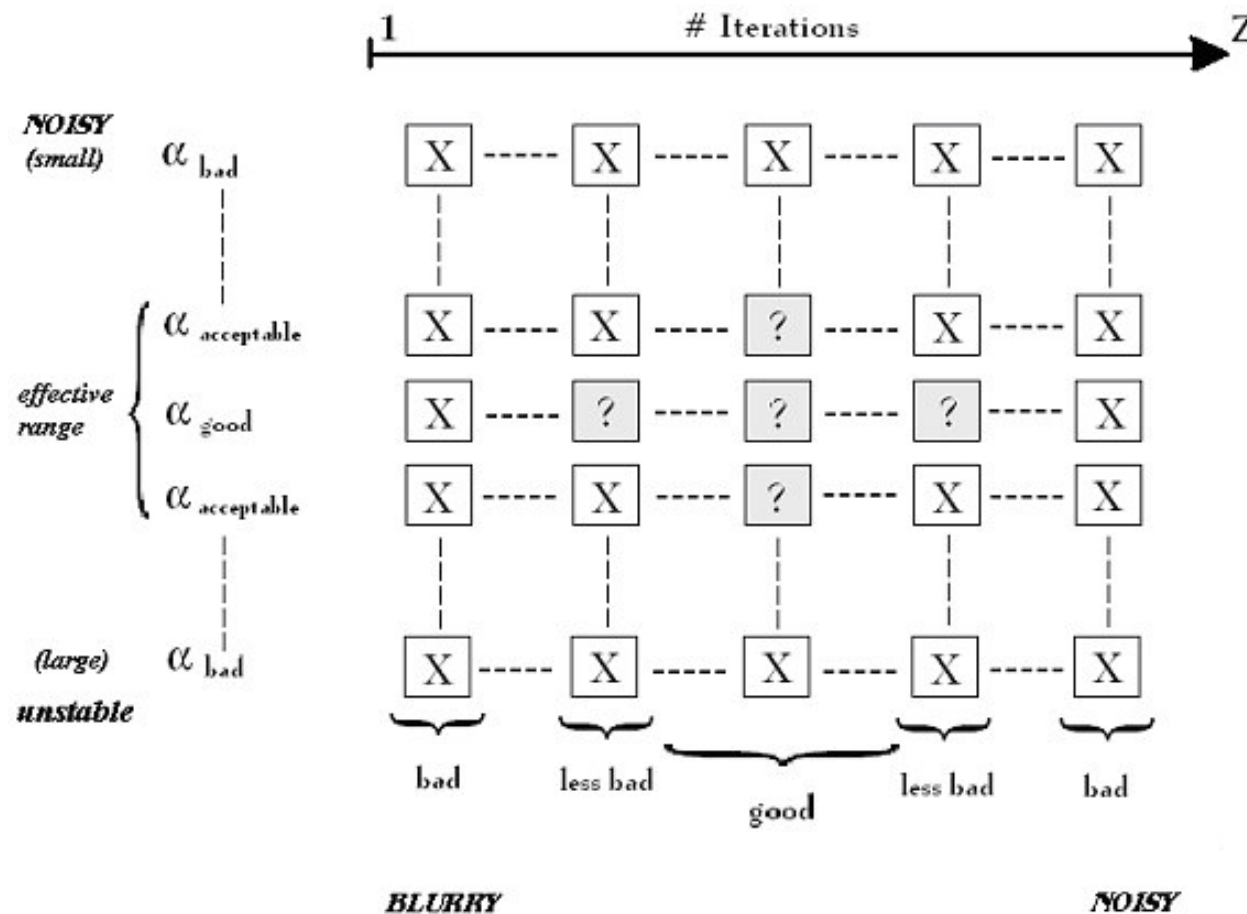 1 # Iterations Z
NOISY
(small) α bad X X X X X
α acceptable X X ? X X
effective
range α good X ? ? ? X
α acceptable X X ? X X
(large) α bad X X X X X
unstable
bad less bad good less bad bad
BLURRY NOISY